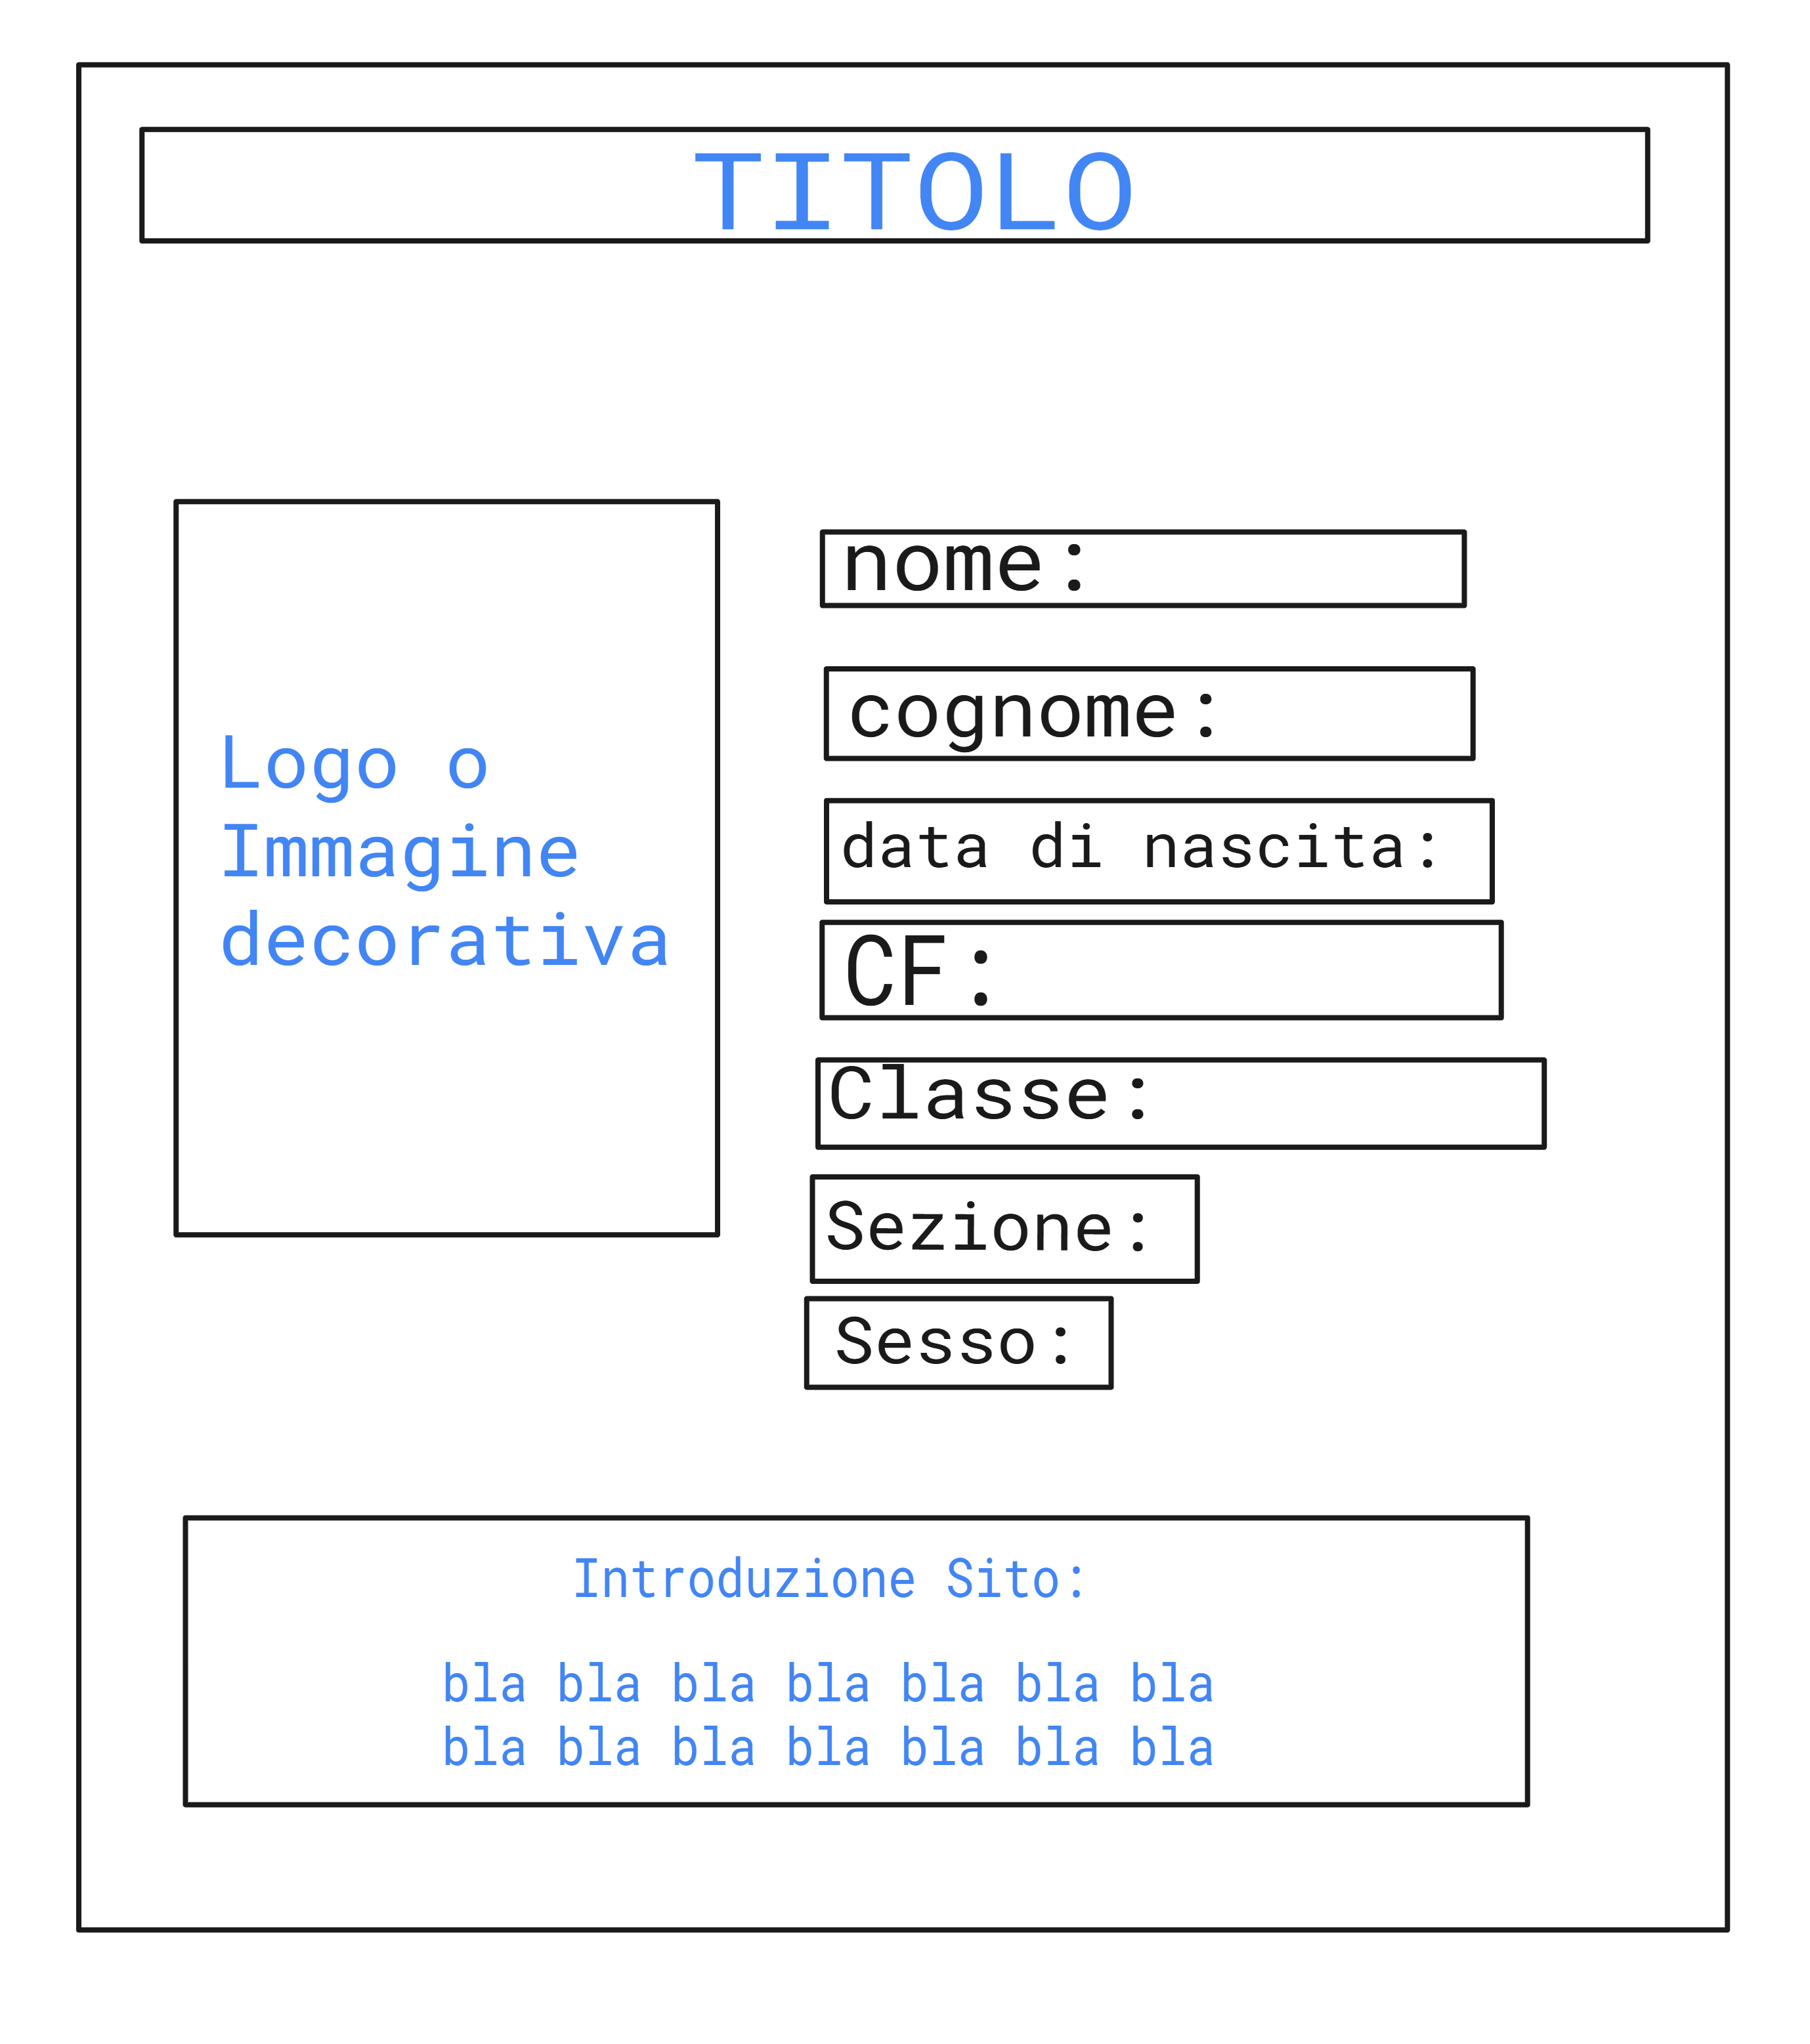 TITOLO
Logo o
Immagine
decorativa
nome:
cognome:
data di nascita:
CF:
Classe:
Sezione:
Sesso:
Introduzione Sito:
bla bla bla bla bla bla bla
bla bla bla bla bla bla bla